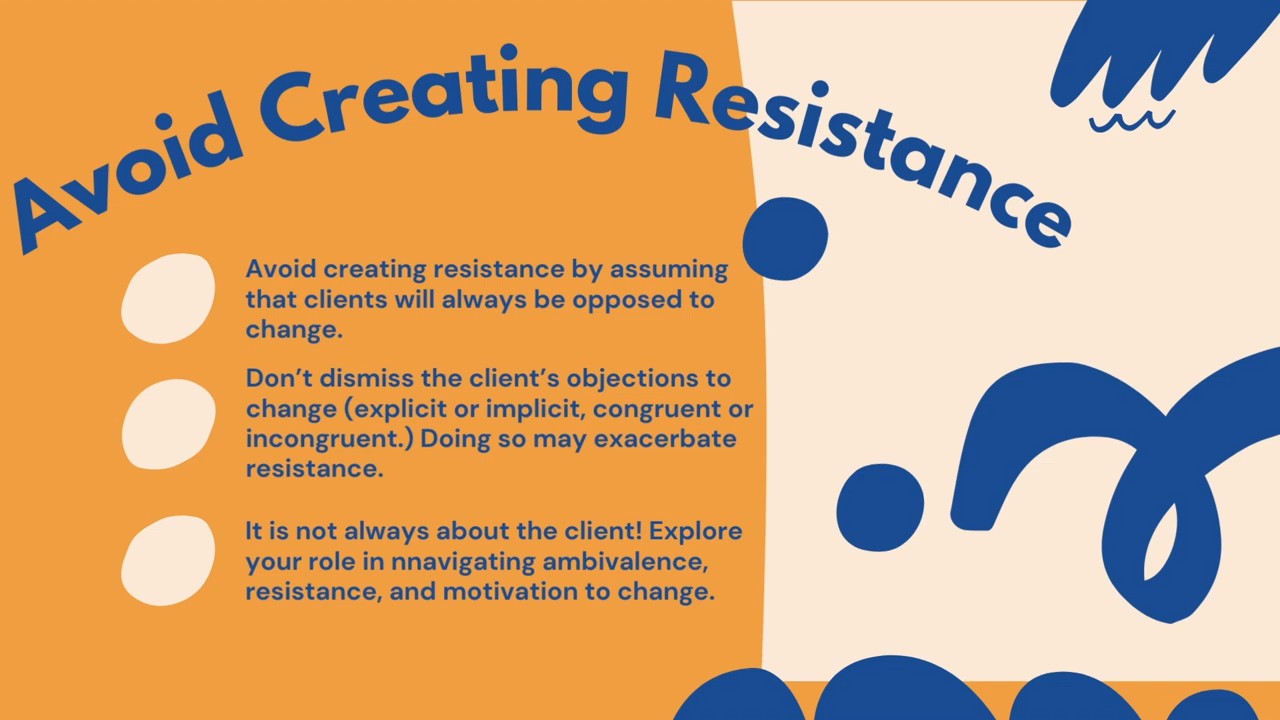 Avoid Creating Resistance
Avoid creating resistance by assuming
that clients will always be opposed to
change.
Don’t dismiss the client’s objections to
change (explicit or implicit, congruent or
incongruent.) Doing so may exacerbate
resistance.
It is not always about the client! Explore
your role in nnavigating ambivalence,
resistance, and motivation to change.